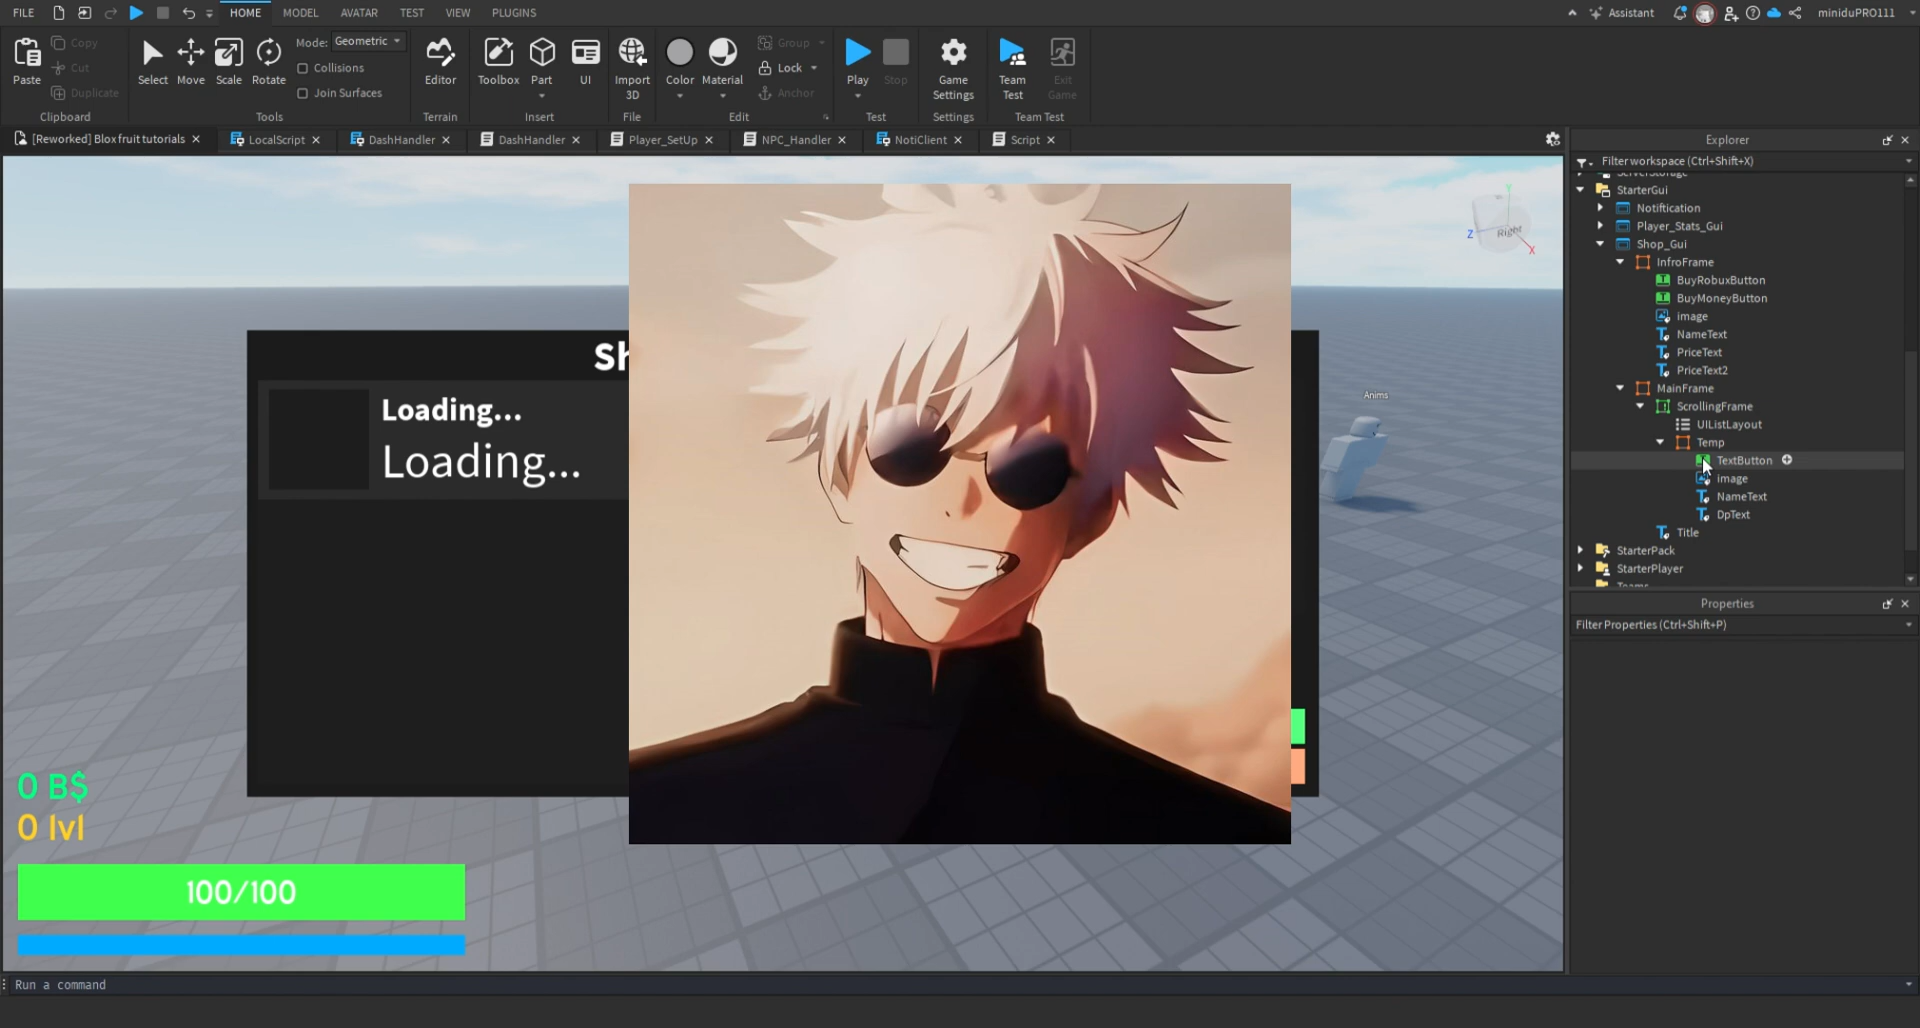 FILE HOME MODEL AVATAR TEST VIEW PLUGINS Assistant miniduPRO111
Paste Copy Cut Duplicate
Clipboard
Select Move Scale Rotate
Mode: Geometric
Collisions
Join Surfaces
Tools
Editor
Terrain
Toolbox Part UI
Insert
Import 3D
File
Color Material
Group
Lock
Anchor
Edit
Play Stop
Test
Game Settings
Settings
Team Test
Exit Game
Team Test
[Reworked] Blox fruit tutorials LocalScript DashHandler DashHandler Player_SetUp NPC_Handler NotiClient Script
Explorer
Filter workspace (Ctrl+Shift+X)
ServerStorage
StarterGui
Notiftication
Player_Stats_Gui
Shop_Gui
InfroFrame
BuyRobuxButton
BuyMoneyButton
image
NameText
PriceText
PriceText2
MainFrame
ScrollingFrame
UIListLayout
Temp
TextButton
image
NameText
DpText
Title
StarterPack
StarterPlayer
Teams
Properties
Filter Properties (Ctrl+Shift+P)
Y
Z
Right
X
Anims
Sh
Loading...
Loading...
0 B$
0 lvl
100/100
Run a command